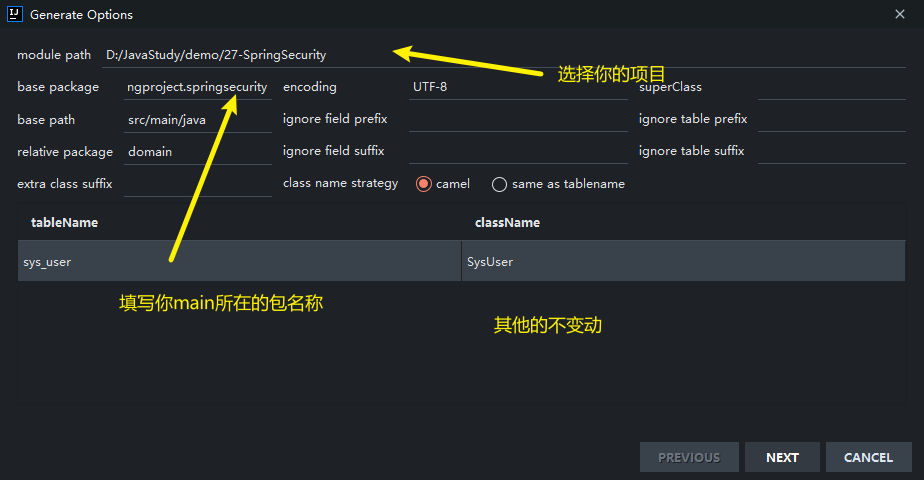 Generate Options
module path D:/JavaStudy/demo/27-SpringSecurity
选择你的项目
base package ngproject.springsecurity encoding UTF-8 superClass
base path src/main/java ignore field prefix ignore table prefix
relative package domain ignore field suffix ignore table suffix
extra class suffix class name strategy camel same as tablename
tableName className
sys_user SysUser
填写你main所在的包名称
其他的不变动
PREVIOUS NEXT CANCEL